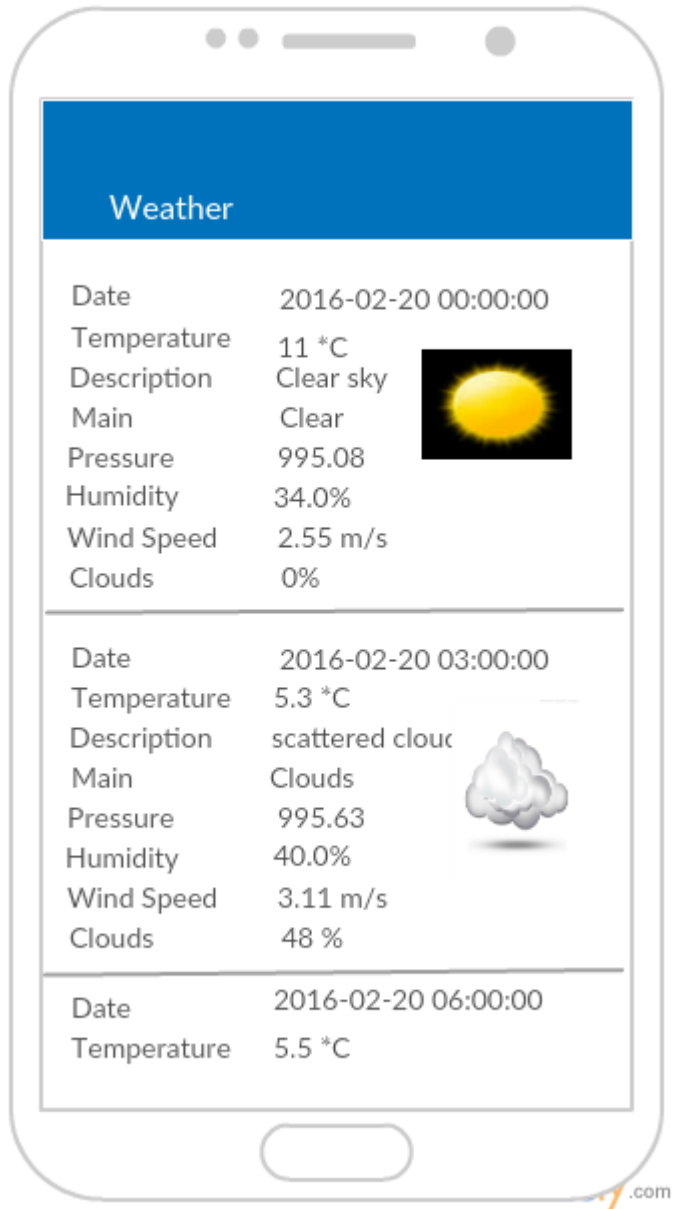 Weather
Date 2016-02-20 00:00:00
Temperature 11 *C
Description Clear sky
Main Clear
Pressure 995.08
Humidity 34.0%
Wind Speed 2.55 m/s
Clouds 0%
Date 2016-02-20 03:00:00
Temperature 5.3 *C
Description scattered clouc
Main Clouds
Pressure 995.63
Humidity 40.0%
Wind Speed 3.11 m/s
Clouds 48 %
Date 2016-02-20 06:00:00
Temperature 5.5 *C
.com